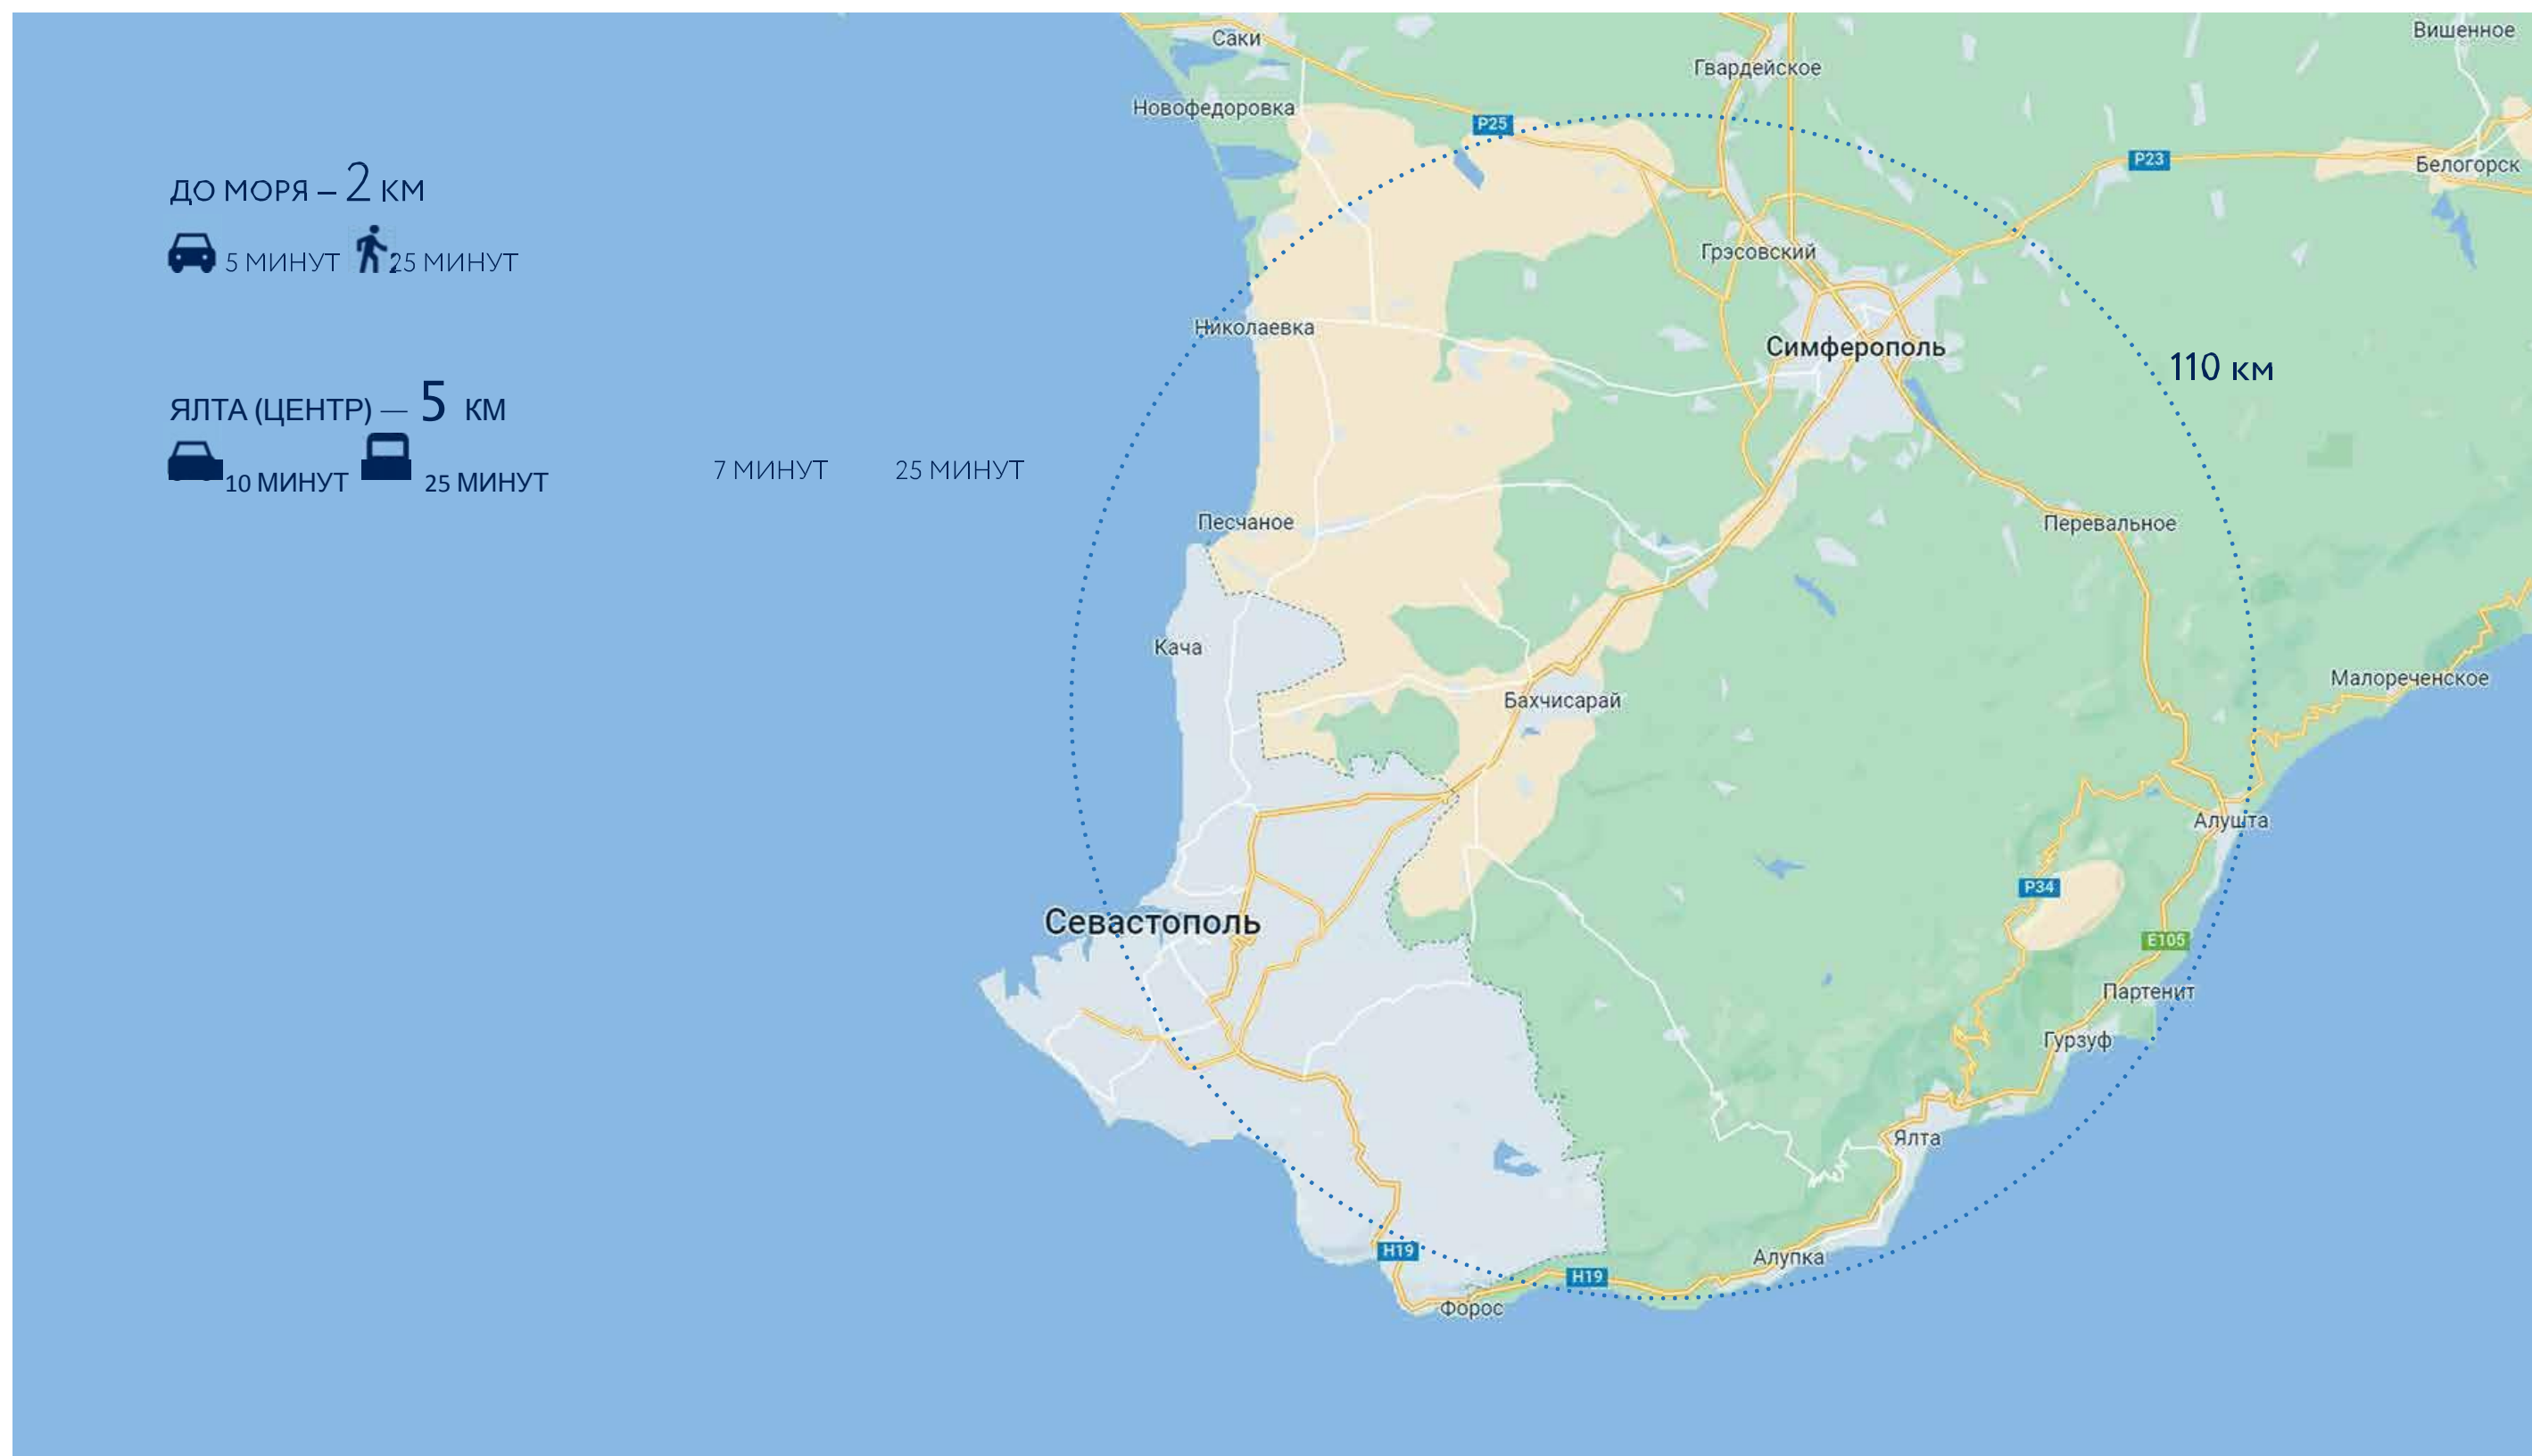 ДО МОРЯ – 2 КМ
5 МИНУТ 25 МИНУТ
ЯЛТА (ЦЕНТР) — 5 КМ
10 МИНУТ 25 МИНУТ
7 МИНУТ 25 МИНУТ
Саки
Вишенное
Гвардейское
Новофедоровка
P25
P23
Белогорск
Грэсовский
Николаевка
Симферополь
110 км
Песчаное
Перевальное
Кача
Малореченское
Бахчисарай
Алушта
P34
Севастополь
E105
Партенит
Гурзуф
Ялта
H19
Алупка
H19
Форос